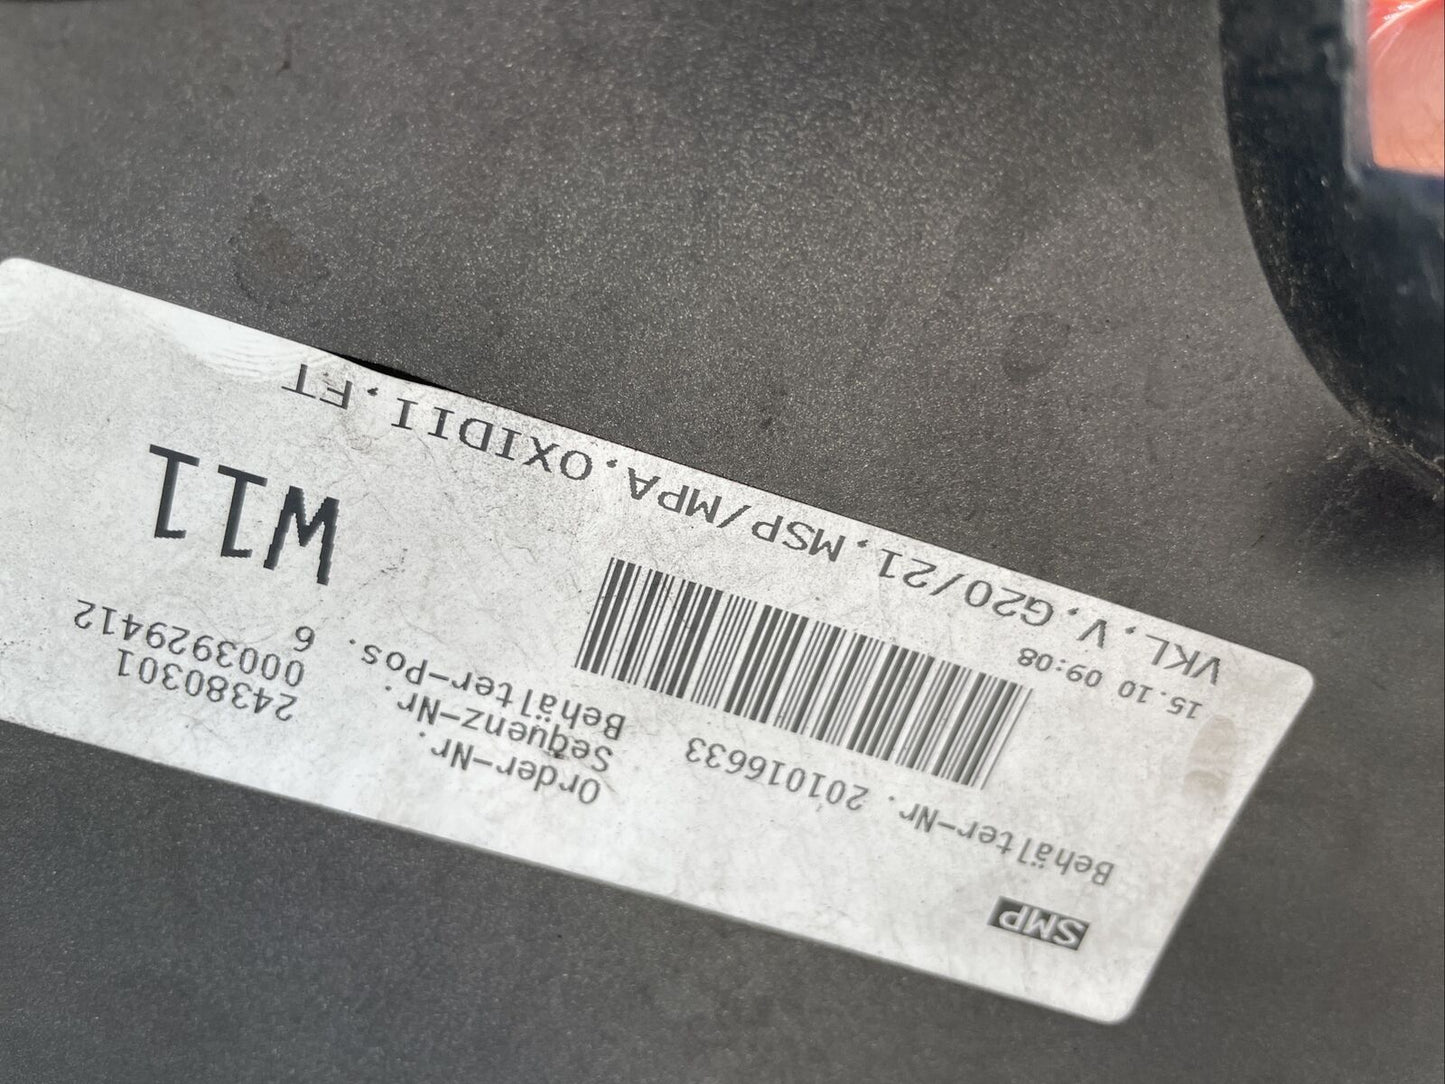 SMP
Behälter-Nr. 201016633
Order-Nr. 24380301
Sequenz-Nr. 0003929412
Behälter-Pos. 6
W11
15.10 09:08
VKL.V.G20/21.MSP/MPA.OXIDII.FT